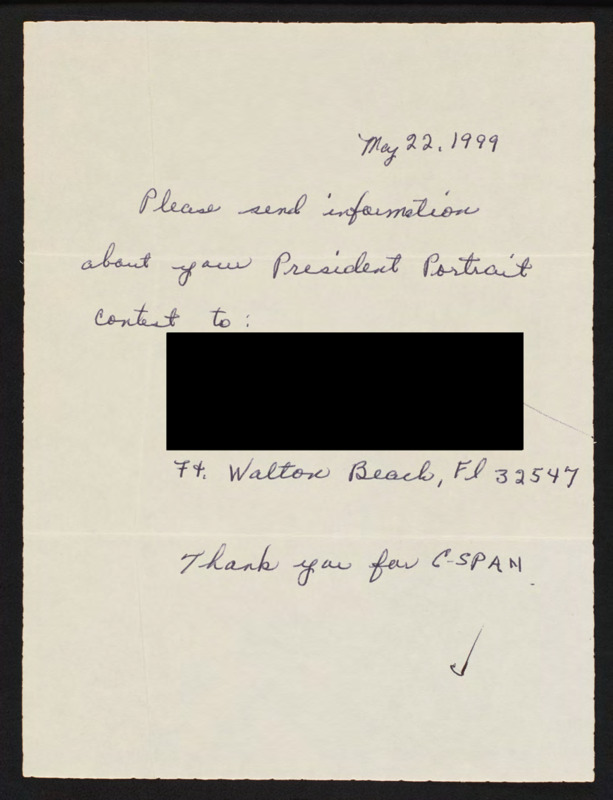 May 22, 1999
Please send information
about your President Portrait
contest to:
Ft. Walton Beach, Fl 32547
Thank you for C-SPAN.